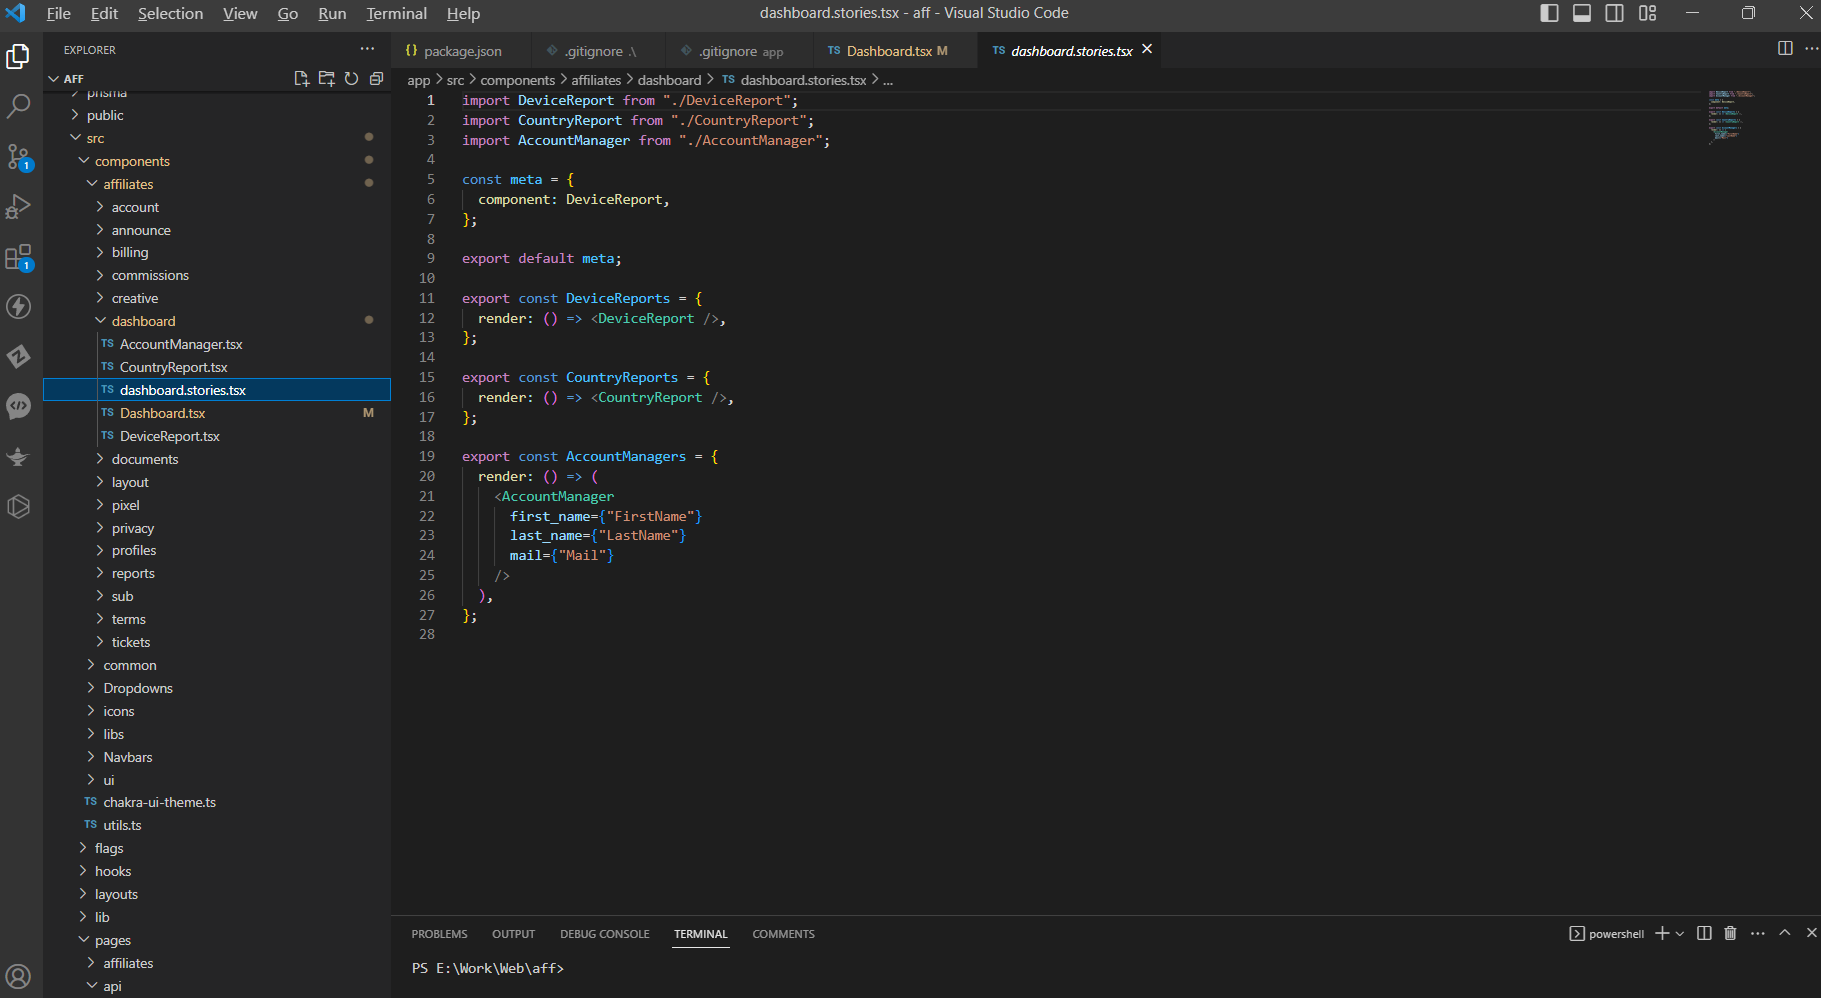 File Edit Selection View Go Run Terminal Help
dashboard.stories.tsx - aff - Visual Studio Code
EXPLORER
AFF
prisma
public
src
components
affiliates
account
announce
billing
commissions
creative
dashboard
AccountManager.tsx
CountryReport.tsx
dashboard.stories.tsx
Dashboard.tsx M
DeviceReport.tsx
documents
layout
pixel
privacy
profiles
reports
sub
terms
tickets
common
Dropdowns
icons
libs
Navbars
ui
chakra-ui-theme.ts
utils.ts
flags
hooks
layouts
lib
pages
affiliates
api
1
1
package.json
.gitignore .\
.gitignore app
TS Dashboard.tsx M
TS dashboard.stories.tsx
app > src > components > affiliates > dashboard > TS dashboard.stories.tsx > ...
1 import DeviceReport from "./DeviceReport";
2 import CountryReport from "./CountryReport";
3 import AccountManager from "./AccountManager";
4
5 const meta = {
6 component: DeviceReport,
7 };
8
9 export default meta;
10
11 export const DeviceReports = {
12 render: () => <DeviceReport />,
13 };
14
15 export const CountryReports = {
16 render: () => <CountryReport />,
17 };
18
19 export const AccountManagers = {
20 render: () => (
21 <AccountManager
22 first_name={"FirstName"}
23 last_name={"LastName"}
24 mail={"Mail"}
25 />
26 ),
27 };
28
PROBLEMS OUTPUT DEBUG CONSOLE TERMINAL COMMENTS
powershell
PS E:\Work\Web\aff>